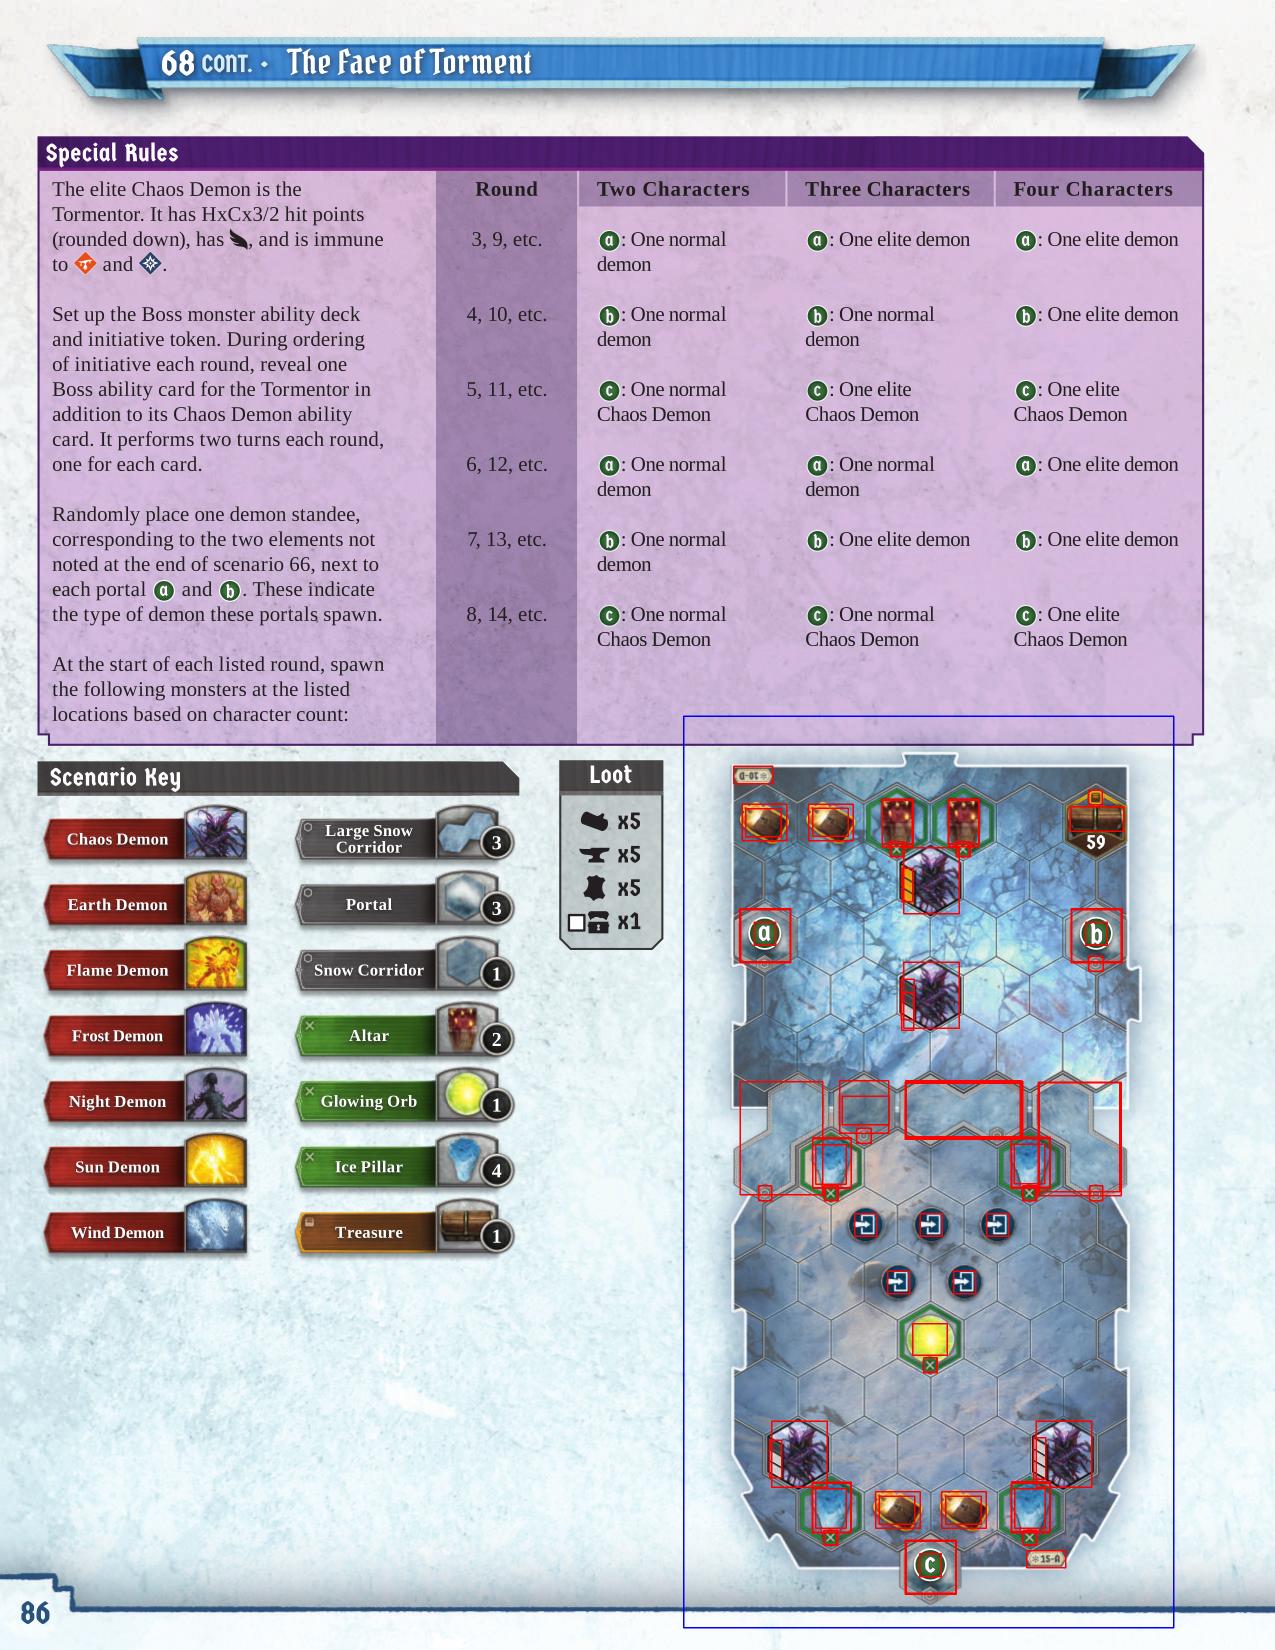 68 CONT. · The Face of Torment
Special Rules
The elite Chaos Demon is the
Tormentor. It has HxCx3/2 hit points
(rounded down), has , and is immune
to and .
Set up the Boss monster ability deck
and initiative token. During ordering
of initiative each round, reveal one
Boss ability card for the Tormentor in
addition to its Chaos Demon ability
card. It performs two turns each round,
one for each card.
Randomly place one demon standee,
corresponding to the two elements not
noted at the end of scenario 66, next to
each portal a and b. These indicate
the type of demon these portals spawn.
At the start of each listed round, spawn
the following monsters at the listed
locations based on character count:
Round Two Characters Three Characters Four Characters
3, 9, etc. a: One normal demon a: One elite demon a: One elite demon
4, 10, etc. b: One normal demon b: One normal demon b: One elite demon
5, 11, etc. c: One normal Chaos Demon c: One elite Chaos Demon c: One elite Chaos Demon
6, 12, etc. a: One normal demon a: One normal demon a: One elite demon
7, 13, etc. b: One normal demon b: One elite demon b: One elite demon
8, 14, etc. c: One normal Chaos Demon c: One normal Chaos Demon c: One elite Chaos Demon
Scenario Key
Chaos Demon
Earth Demon
Flame Demon
Frost Demon
Night Demon
Sun Demon
Wind Demon
Large Snow
Corridor 3
Portal 3
Snow Corridor 1
Altar 2
Glowing Orb 1
Ice Pillar 4
Treasure 1
Loot
x5
x5
x5
x1
10-D
59
a b
c
15-A
86